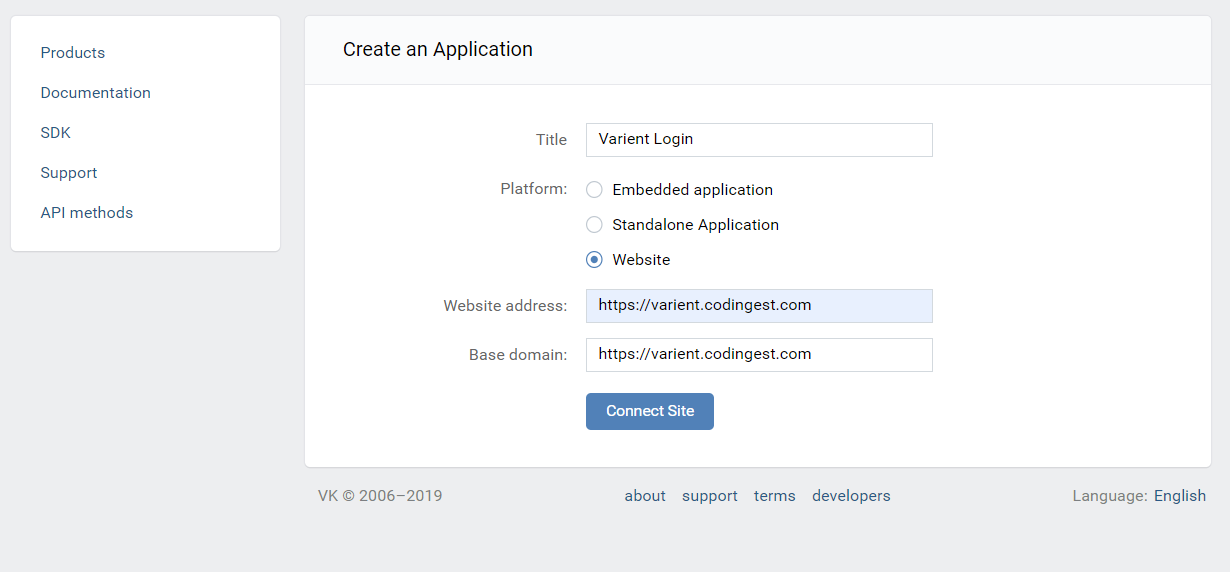 Products
Documentation
SDK
Support
API methods
Create an Application
Title
Varient Login
Platform:
Embedded application
Standalone Application
Website
Website address:
https://varient.codingest.com
Base domain:
https://varient.codingest.com
Connect Site
VK © 2006–2019
about support terms developers
Language: English